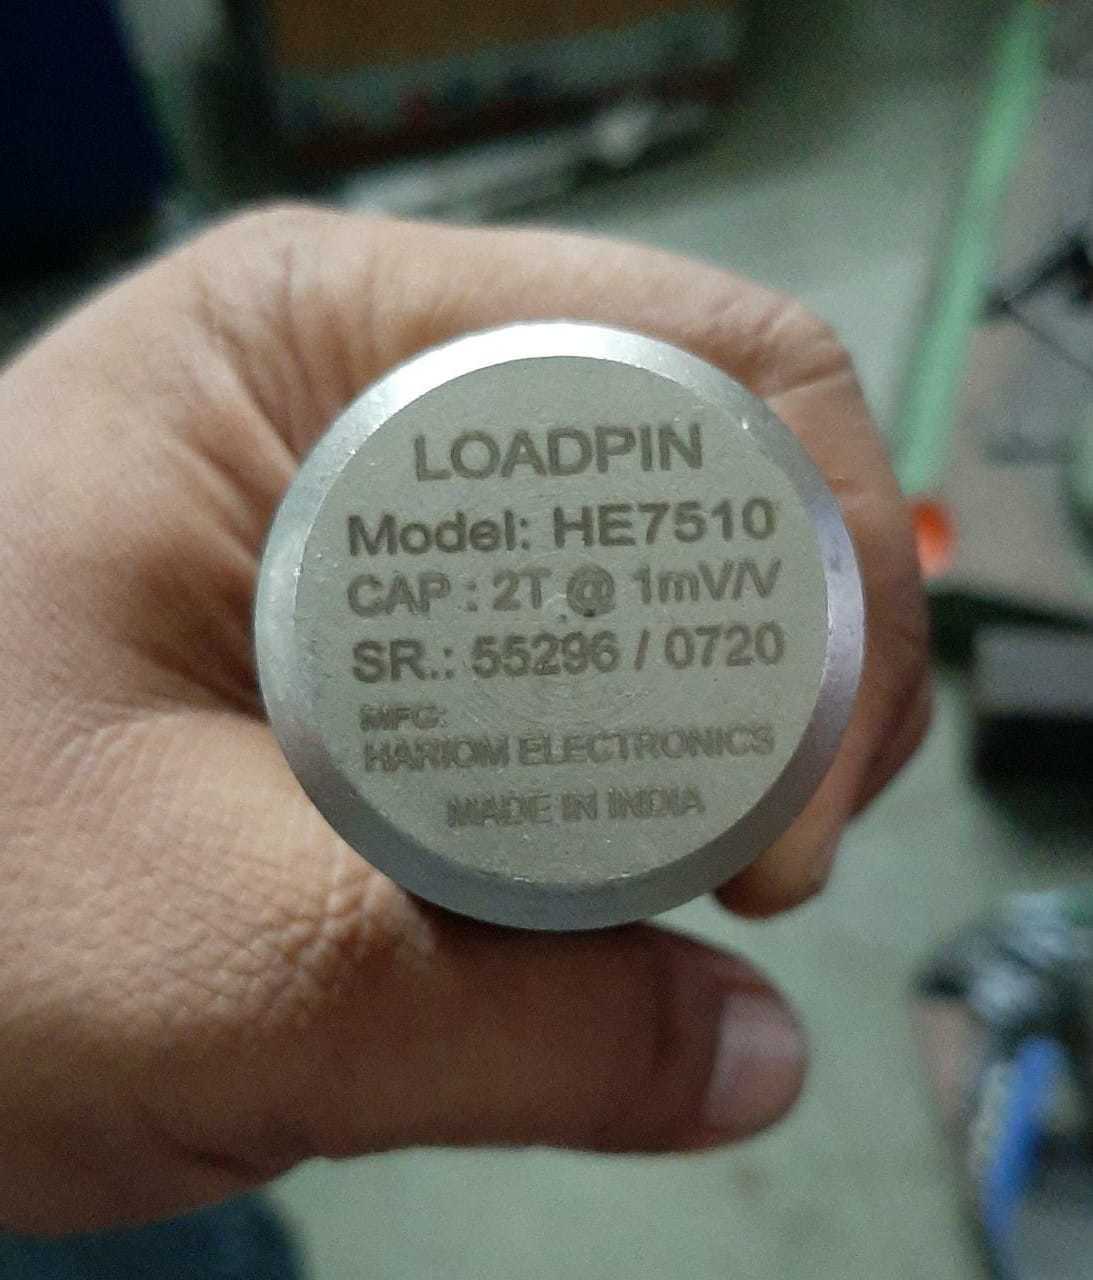 LOADPIN
Model: HE7510
CAP : 2T @ 1mV/V
SR.: 55296 / 0720
MFG:
HARIOM ELECTRONICS
MADE IN INDIA